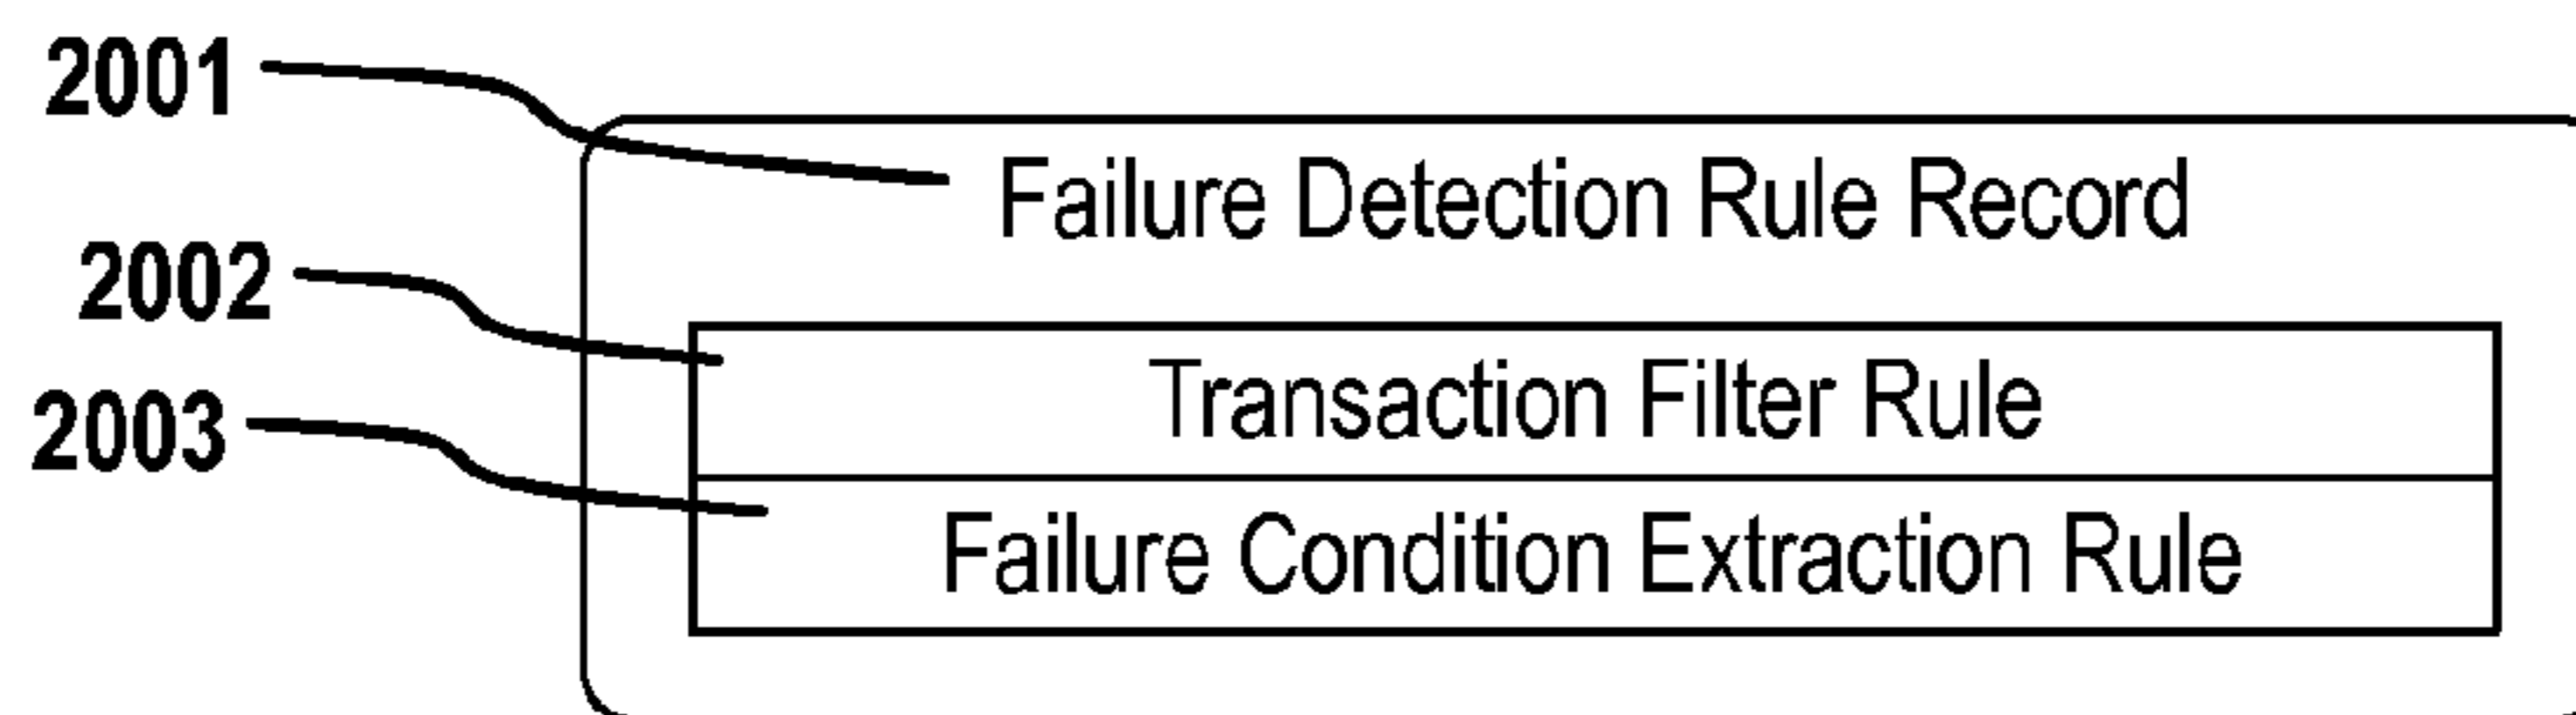 2001
Failure Detection Rule Record
2002
Transaction Filter Rule
2003
Failure Condition Extraction Rule